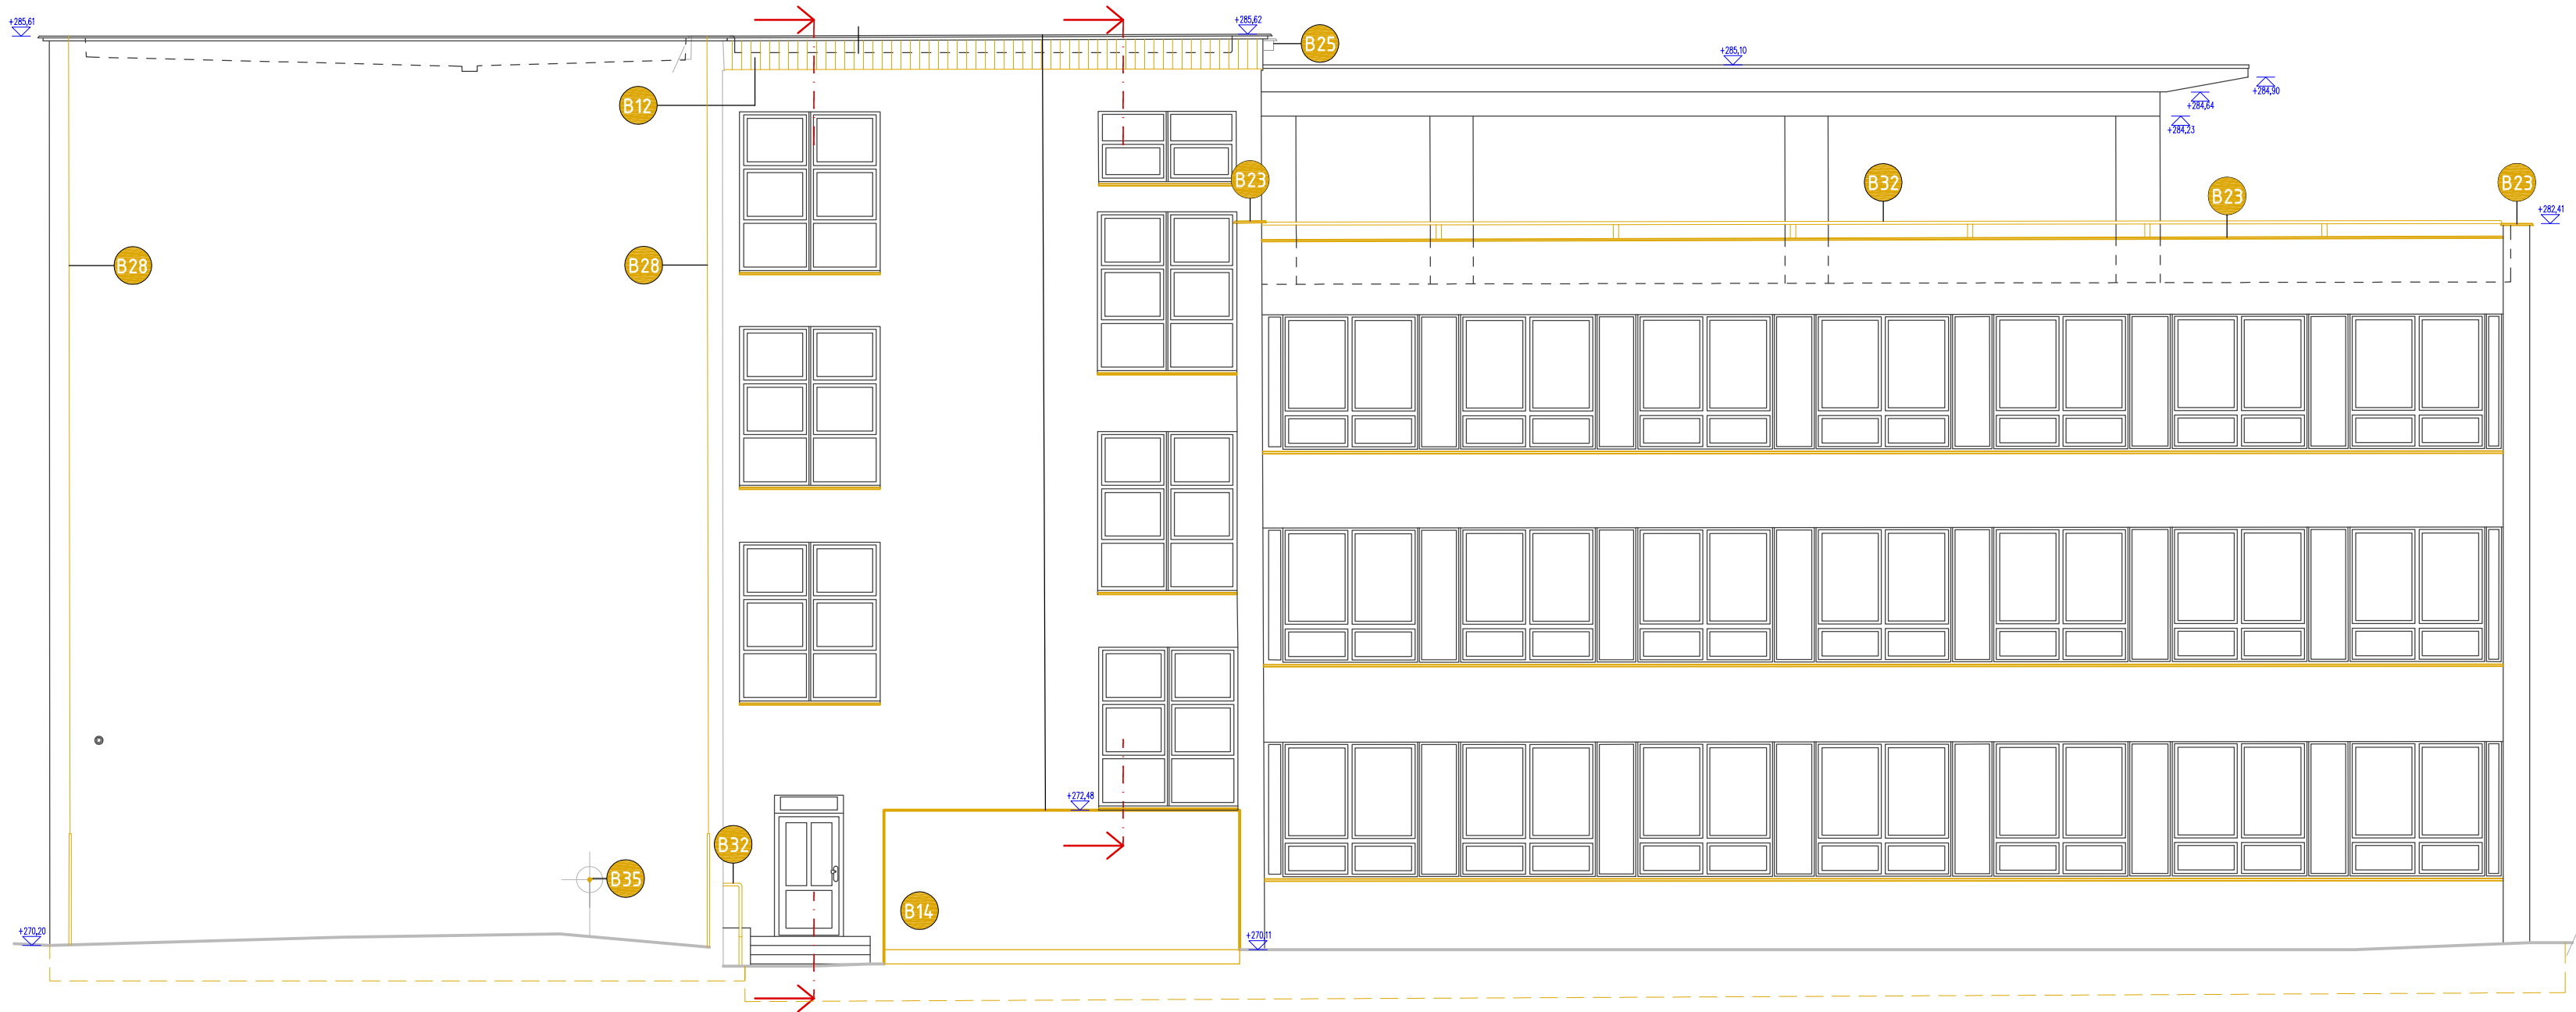 +285,61
+285,62
B25
+285,10
+284,90
+284,64
+284,23
B12
B23
B32
B23
B23
+282,41
B28
B28
+272,48
B32
B35
B14
+270,20
+270,11